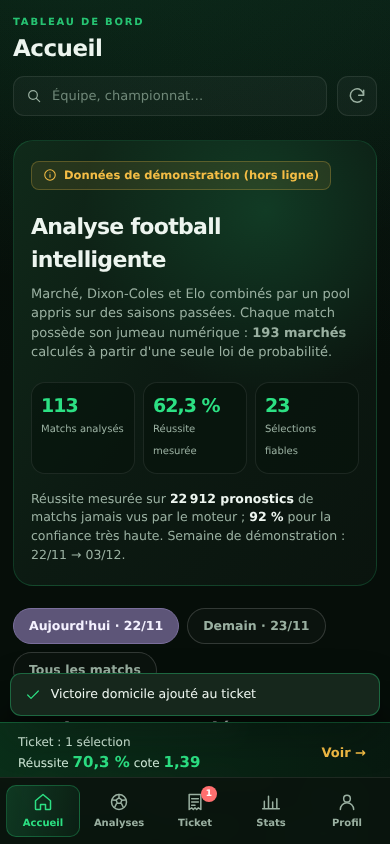 TABLEAU DE BORD
Accueil
Équipe, championnat...
Données de démonstration (hors ligne)
Analyse football
intelligente
Marché, Dixon-Coles et Elo combinés par un pool
appris sur des saisons passées. Chaque match
possède son jumeau numérique : 193 marchés
calculés à partir d'une seule loi de probabilité.
113
Matchs analysés
62,3 %
Réussite
mesurée
23
Sélections
fiables
Réussite mesurée sur 22 912 pronostics de
matchs jamais vus par le moteur ; 92 % pour la
confiance très haute. Semaine de démonstration :
22/11 → 03/12.
Aujourd'hui · 22/11
Demain · 23/11
Tous les matchs
Victoire domicile ajouté au ticket
Ticket : 1 sélection
Réussite 70,3 % cote 1,39
Voir →
1
Accueil
Analyses
Ticket
Stats
Profil